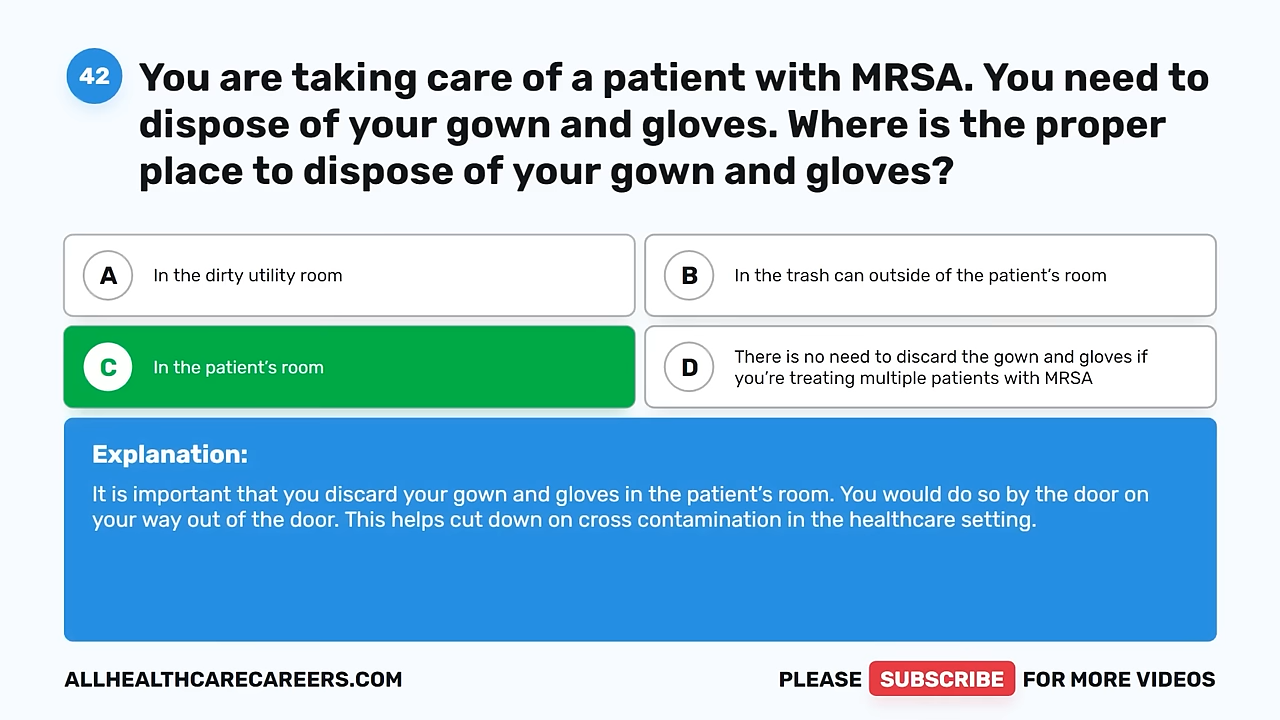 42
You are taking care of a patient with MRSA. You need to
dispose of your gown and gloves. Where is the proper
place to dispose of your gown and gloves?
A
In the dirty utility room
B
In the trash can outside of the patient's room
C
In the patient's room
D
There is no need to discard the gown and gloves if
you're treating multiple patients with MRSA
Explanation:
It is important that you discard your gown and gloves in the patient's room. You would do so by the door on
your way out of the door. This helps cut down on cross contamination in the healthcare setting.
ALLHEALTHCARECAREERS.COM
PLEASE SUBSCRIBE FOR MORE VIDEOS